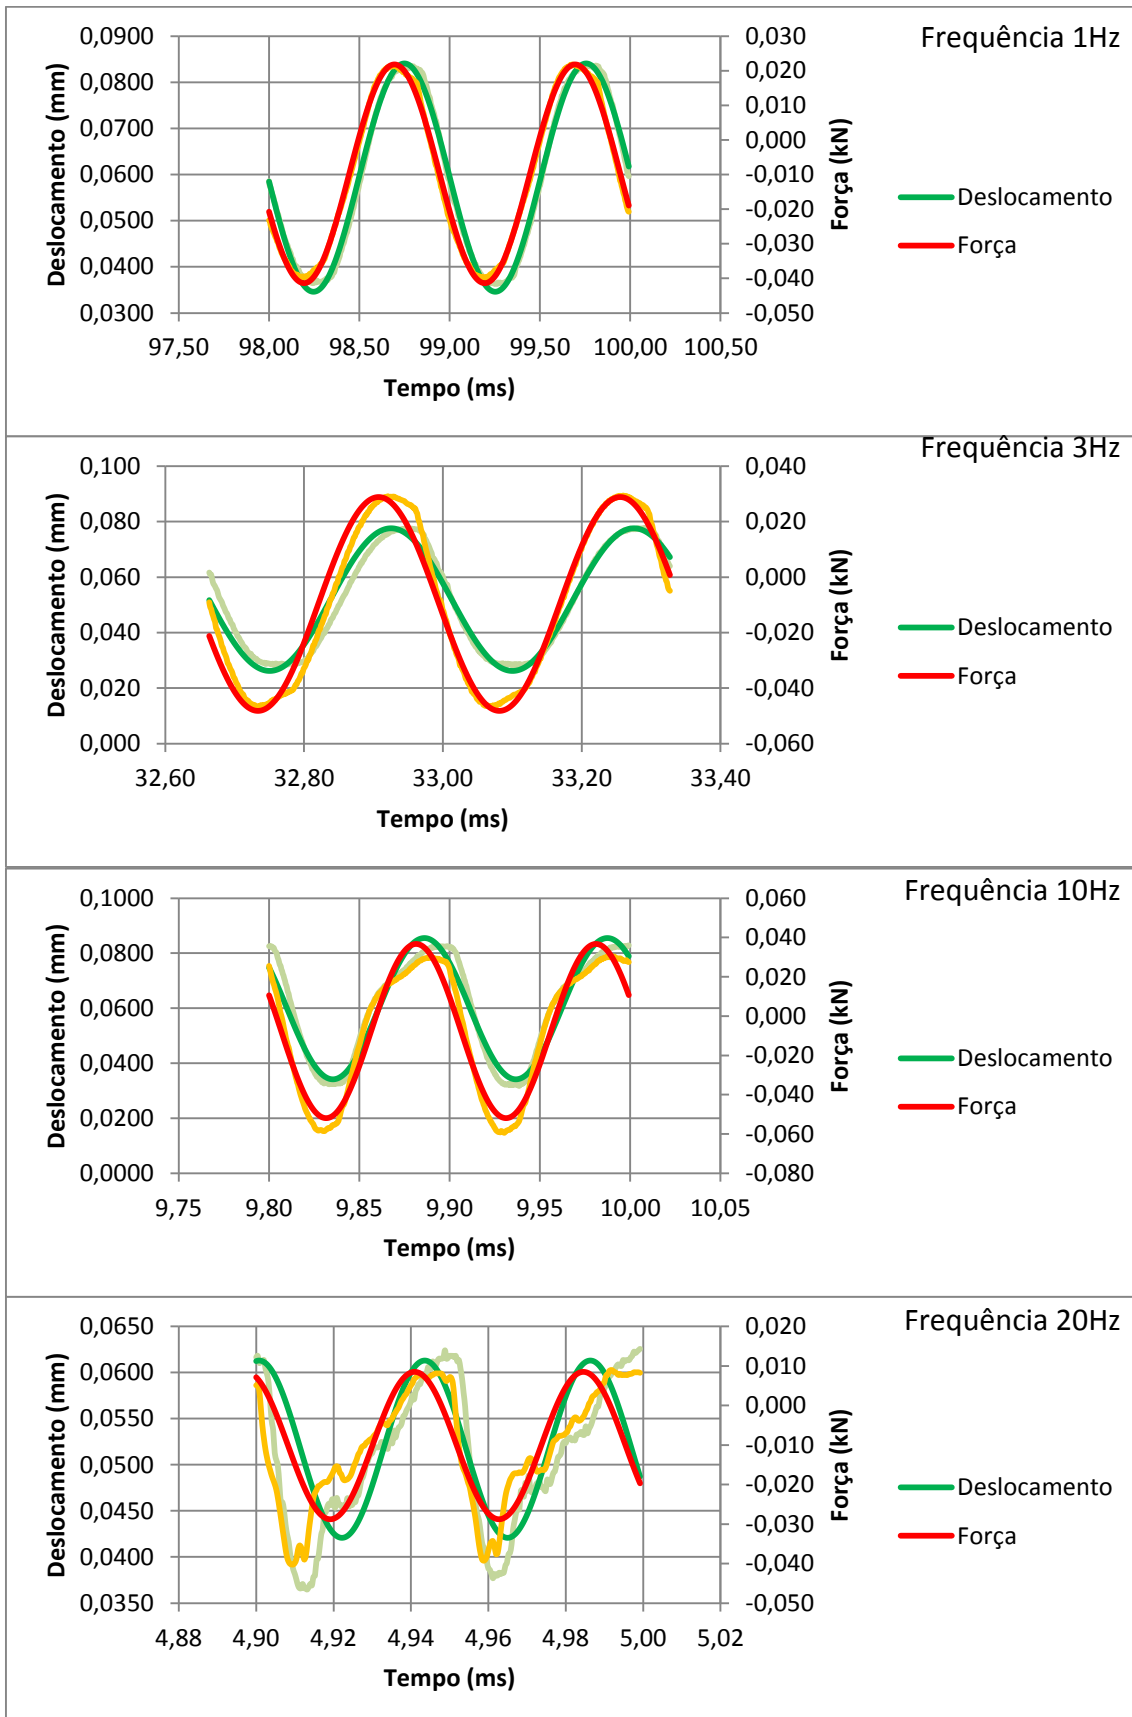 Frequência 1Hz
0,0900
0,0800
0,0700
0,0600
0,0500
0,0400
0,0300
Deslocamento (mm)
0,030
0,020
0,010
0,000
-0,010
-0,020
-0,030
-0,040
-0,050
Força (kN)
97,50 98,00 98,50 99,00 99,50 100,00 100,50
Tempo (ms)
Deslocamento
Força
Frequência 3Hz
0,100
0,080
0,060
0,040
0,020
0,000
Deslocamento (mm)
0,040
0,020
0,000
-0,020
-0,040
-0,060
Força (kN)
32,60 32,80 33,00 33,20 33,40
Tempo (ms)
Deslocamento
Força
Frequência 10Hz
0,1000
0,0800
0,0600
0,0400
0,0200
0,0000
Deslocamento (mm)
0,060
0,040
0,020
0,000
-0,020
-0,040
-0,060
-0,080
Força (kN)
9,75 9,80 9,85 9,90 9,95 10,00 10,05
Tempo (ms)
Deslocamento
Força
Frequência 20Hz
0,0650
0,0600
0,0550
0,0500
0,0450
0,0400
0,0350
Deslocamento (mm)
0,020
0,010
0,000
-0,010
-0,020
-0,030
-0,040
-0,050
Força (kN)
4,88 4,90 4,92 4,94 4,96 4,98 5,00 5,02
Tempo (ms)
Deslocamento
Força